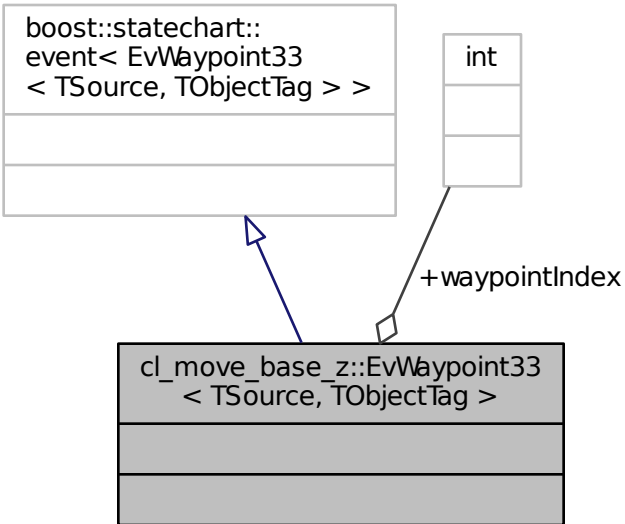 boost::statechart::
event< EvWaypoint33
< TSource, TObjectTag > >
int
+waypointIndex
cl_move_base_z::EvWaypoint33
< TSource, TObjectTag >